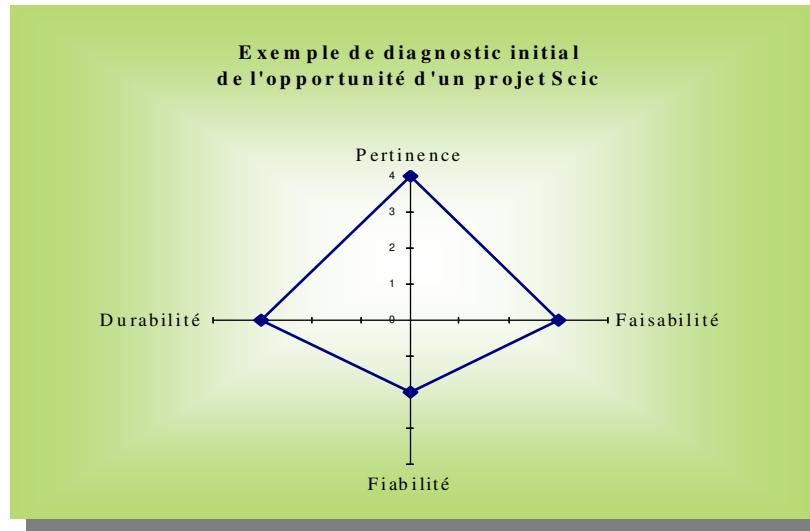 Exemple de diagnostic initial
de l'opportunité d'un projet Scic
Pertinence
4
3
2
1
0
Durabilité
Faisabilité
Fiabilité